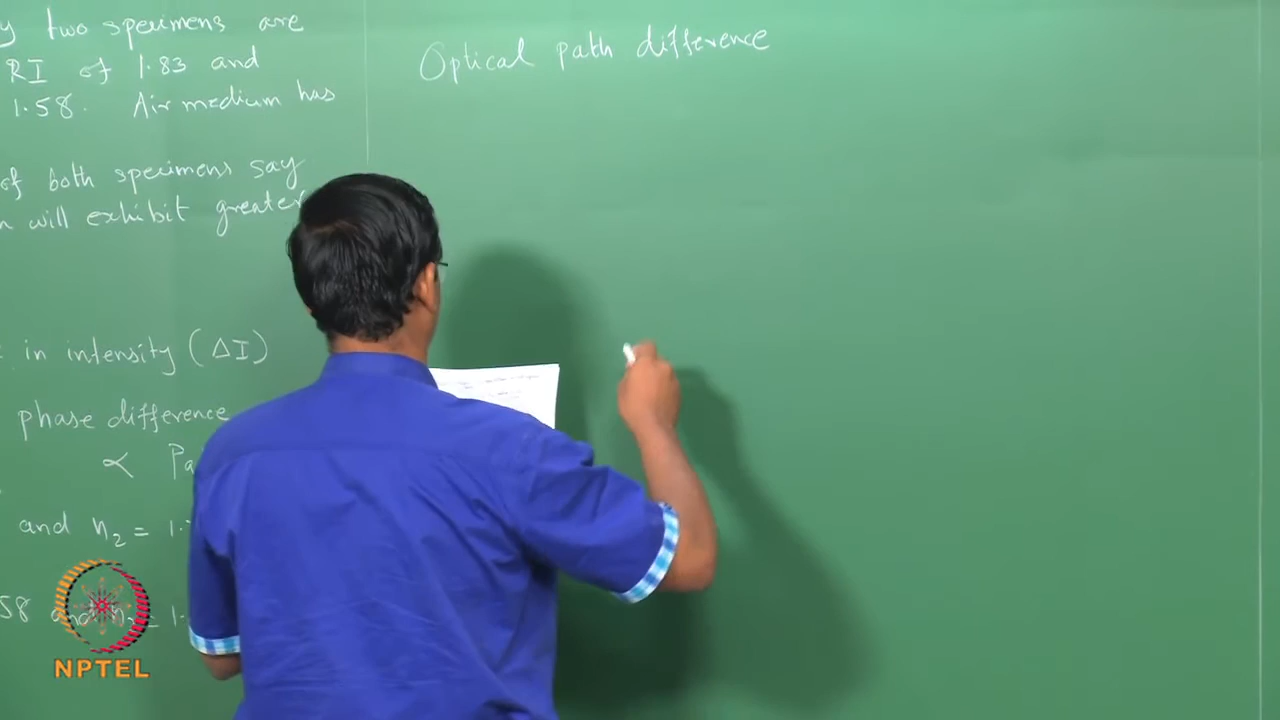 y two specimens are
RI of 1.83 and
1.58. Air medium has
of both specimens say
n will exhibit greater
in intensity (ΔI)
phase difference
∝ Pa
and n₂ = 1.
58 and n = 1.
Optical path difference
NPTEL